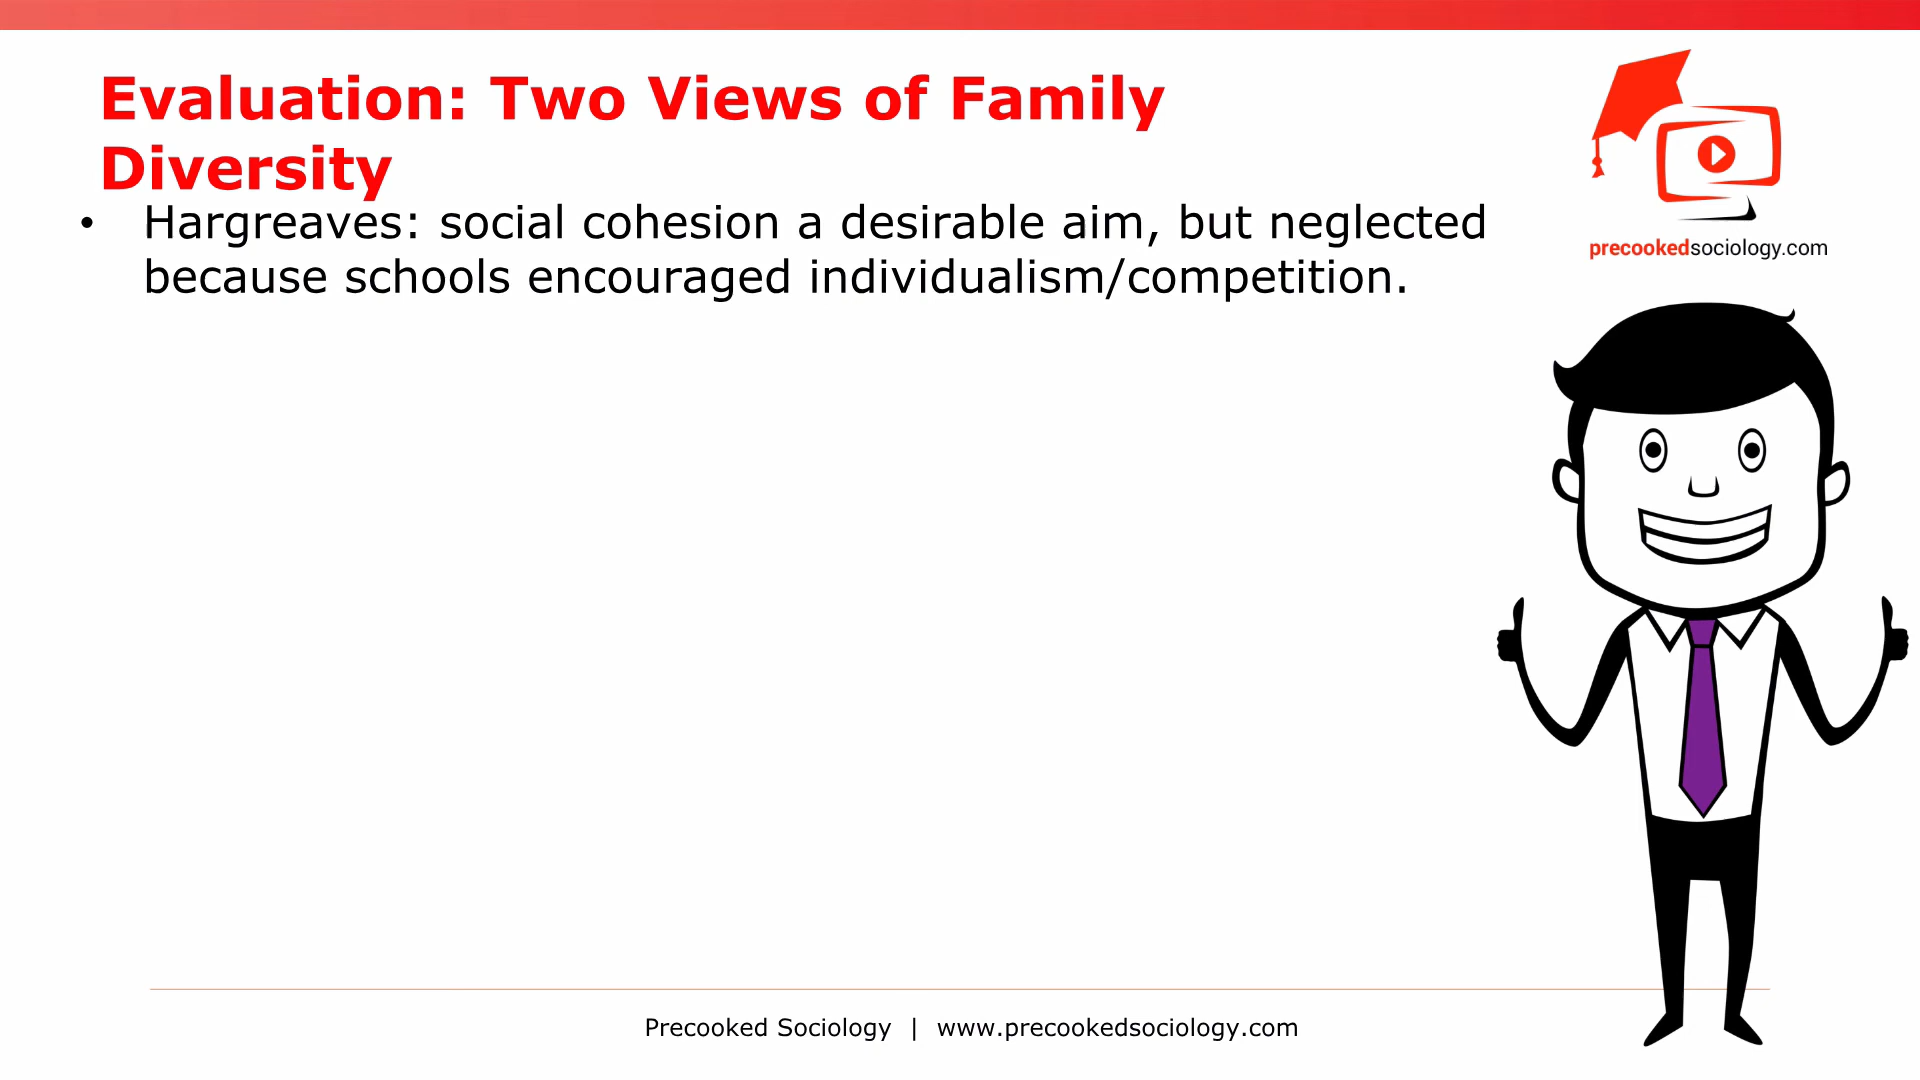 Evaluation: Two Views of Family
Diversity
• Hargreaves: social cohesion a desirable aim, but neglected
because schools encouraged individualism/competition.
precookedsociology.com
Precooked Sociology | www.precookedsociology.com